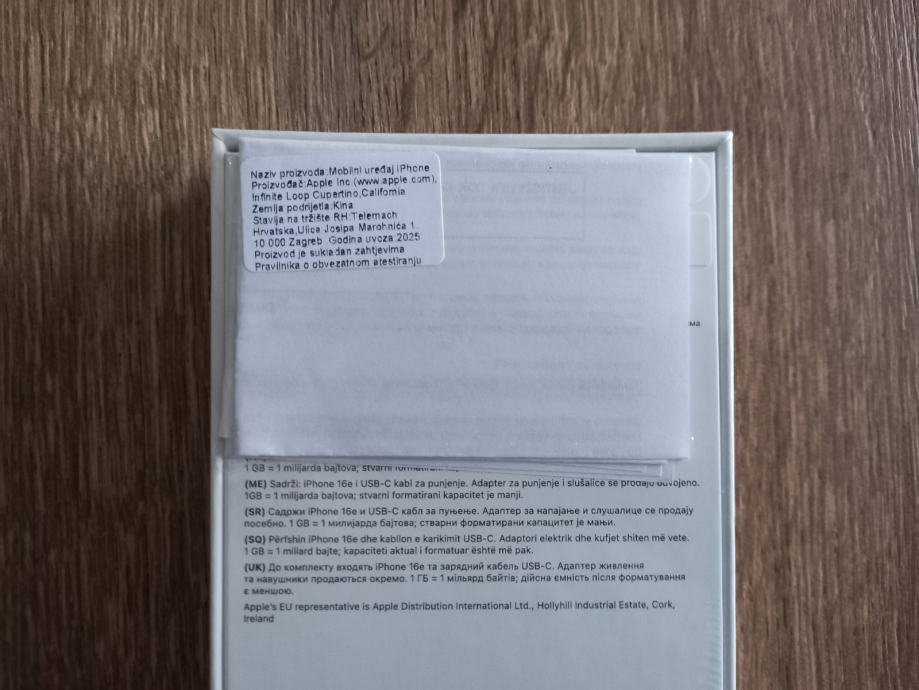 Naziv proizvoda:Mobilni uređaj iPhone
Proizvođač:Apple Inc (www.apple.com),
Infinite Loop Cupertino,California
Zemlja podrijetla:Kina
Stavlja na tržište RH:Telemach
Hrvatska,Ulica Josipa Marohnića 1
10 000 Zagreb Godina uvoza:2025
Proizvod je sukladan zahtjevima
Pravilnika o obveznatnom atestiranju
1 GB = 1 milijarda bajtova; stvarni
(ME) Sadrži: iPhone 16e i USB-C kabl za punjenje. Adapter za punjenje i slušalice se prodaju odvojeno.
1GB = 1 milijarda bajtova; stvarni formatirani kapacitet je manji.
(SR) Садржи iPhone 16e и USB-C кабл за пуњење. Адаптер за напајање и слушалице се продају
посебно. 1 GB = 1 милијарда бајтова; стварни форматирани капацитет је мањи.
(SQ) Përfshin iPhone 16e dhe kabllon e karikimit USB-C. Adaptori elektrik dhe kufjet shiten më vete.
1 GB = 1 miliard bajte; kapaciteti aktual i formatuar është më pak.
(UK) До комплекту входять iPhone 16e та зарядний кабель USB-C. Адаптер живлення
та навушники продаються окремо. 1 ГБ = 1 мільярд байтів; дійсна ємність після форматування
є меншою.
Apple's EU representative is Apple Distribution International Ltd., Hollyhill Industrial Estate, Cork,
Ireland